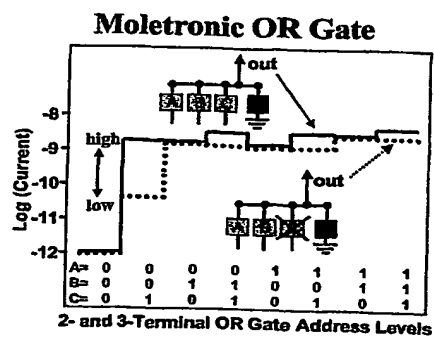 Moletronic OR Gate
out
A B C
-8
high
-9
-10
low
-11
-12
Log (Current)
out
A B
A= 0 0 0 0 1 1 1 1
B= 0 0 1 1 0 0 1 1
C= 0 1 0 1 0 1 0 1
2- and 3-Terminal OR Gate Address Levels